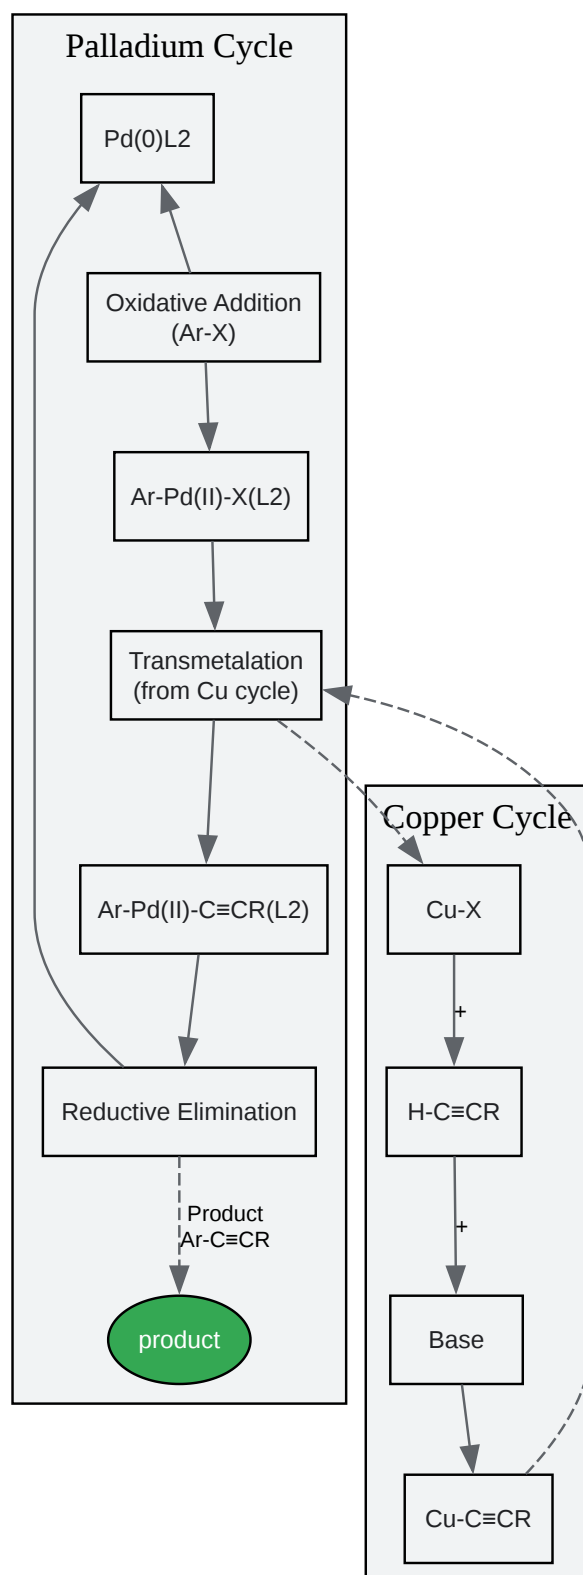 Palladium Cycle
Pd(0)L2
Oxidative Addition
(Ar-X)
Ar-Pd(II)-X(L2)
Transmetalation
(from Cu cycle)
Copper Cycle
Ar-Pd(II)-C≡CR(L2)
Cu-X
+
Reductive Elimination
H-C≡CR
Product
Ar-C≡CR
+
product
Base
Cu-C≡CR